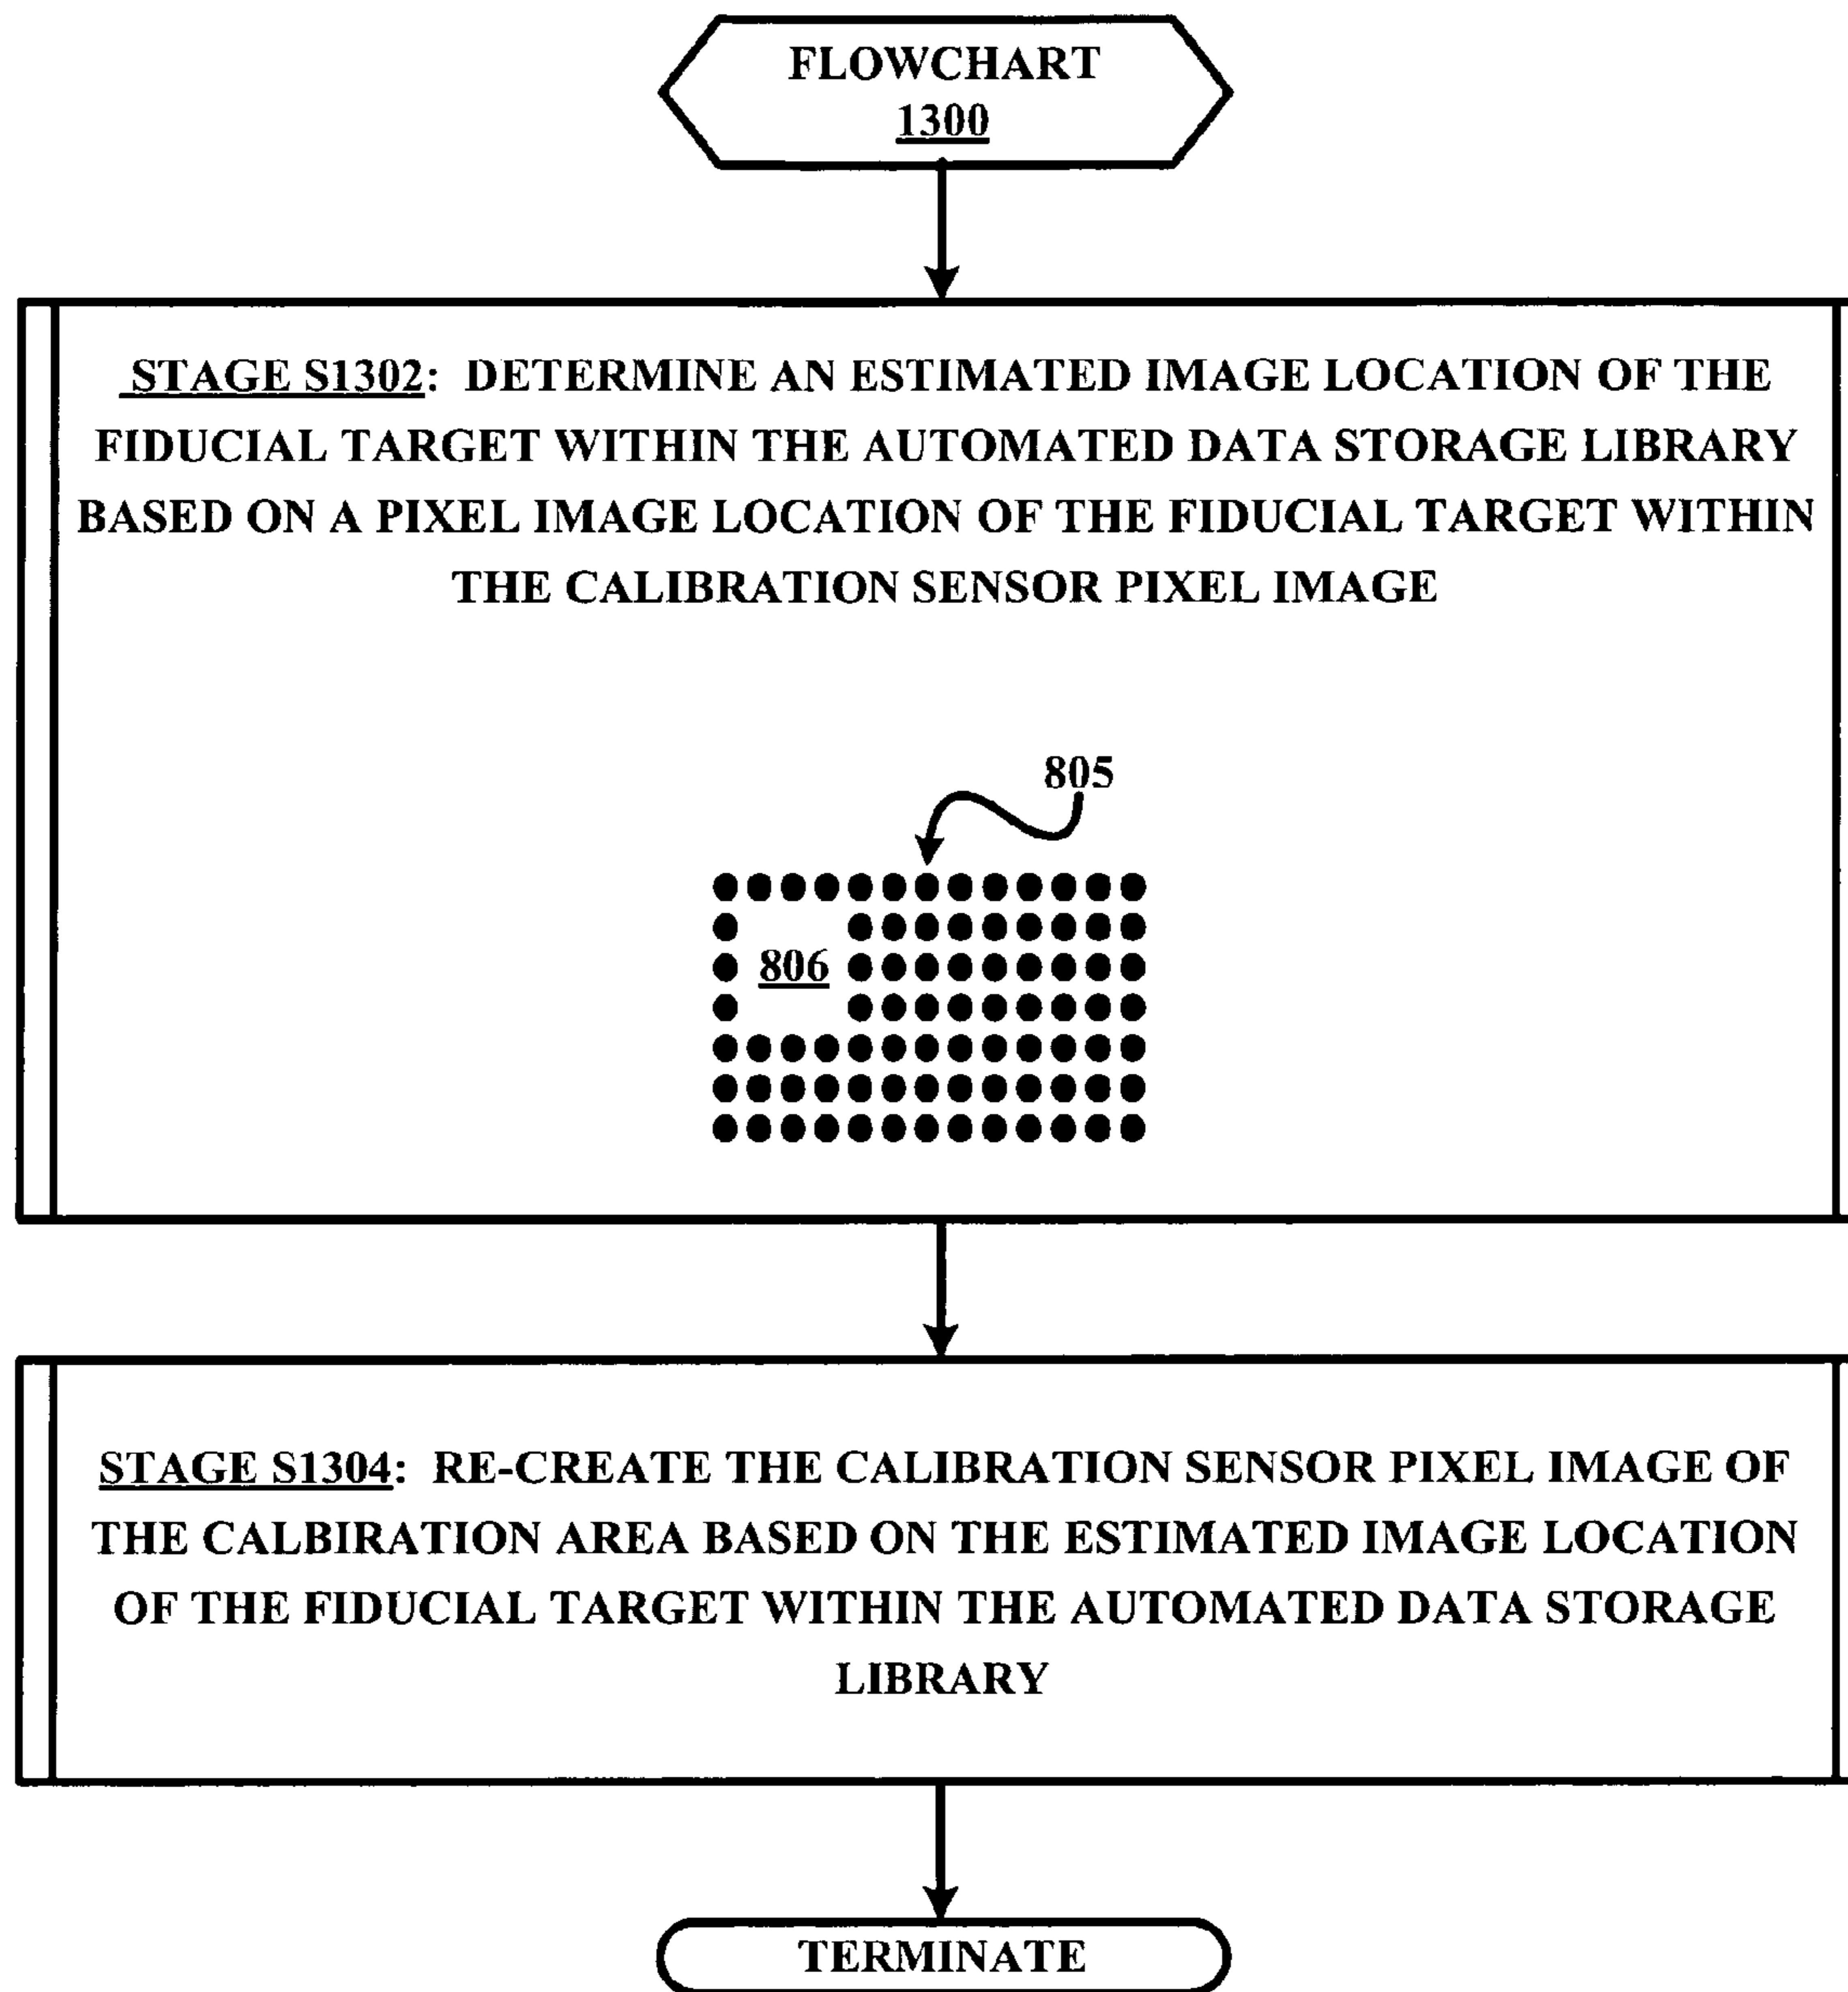 FLOWCHART
1300
STAGE S1302: DETERMINE AN ESTIMATED IMAGE LOCATION OF THE
FIDUCIAL TARGET WITHIN THE AUTOMATED DATA STORAGE LIBRARY
BASED ON A PIXEL IMAGE LOCATION OF THE FIDUCIAL TARGET WITHIN
THE CALIBRATION SENSOR PIXEL IMAGE
805
806
STAGE S1304: RE-CREATE THE CALIBRATION SENSOR PIXEL IMAGE OF
THE CALBIRATION AREA BASED ON THE ESTIMATED IMAGE LOCATION
OF THE FIDUCIAL TARGET WITHIN THE AUTOMATED DATA STORAGE
LIBRARY
TERMINATE